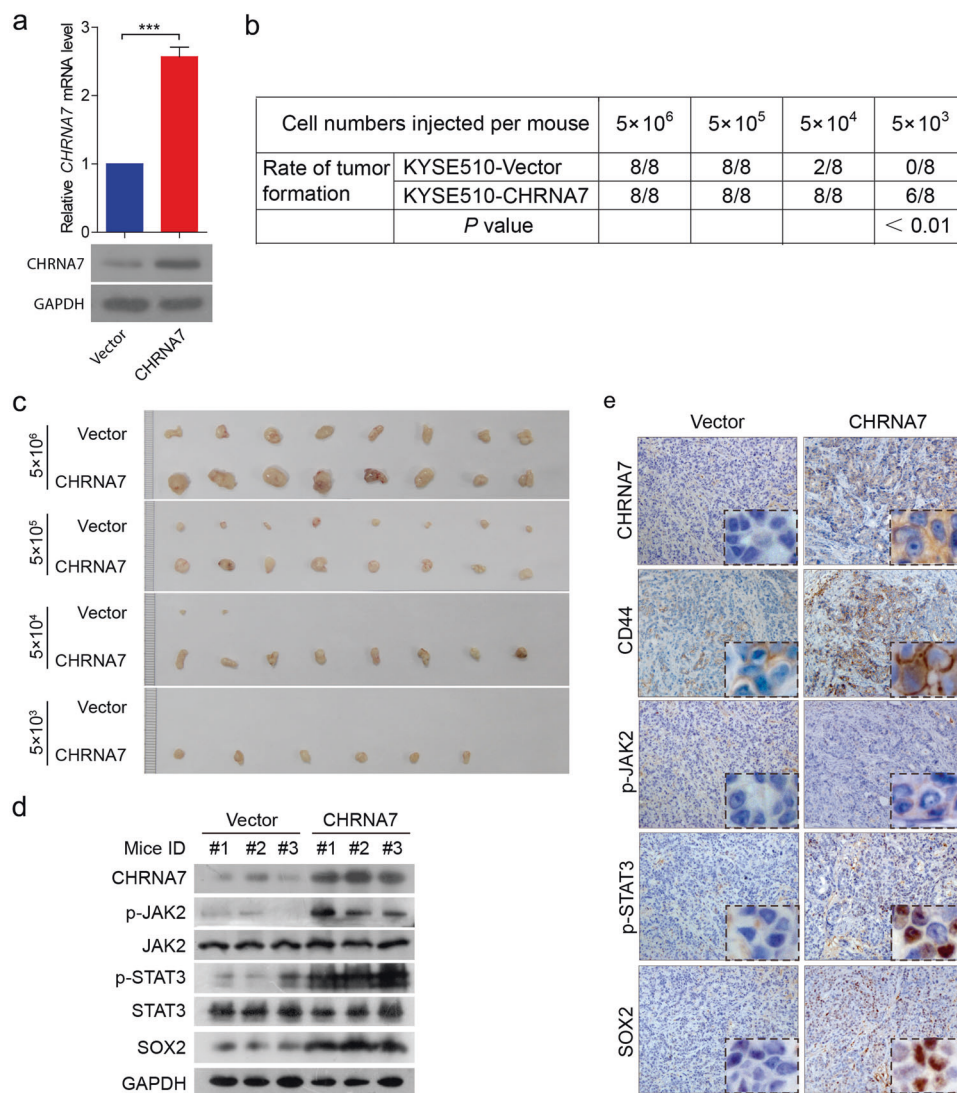 a
***
3
2
1
0
Relative CHRNA7 mRNA level
CHRNA7
GAPDH
Vector
CHRNA7
b
Cell numbers injected per mouse 5×10⁶ 5×10⁵ 5×10⁴ 5×10³
Rate of tumor formation
KYSE510-Vector 8/8 8/8 2/8 0/8
KYSE510-CHRNA7 8/8 8/8 8/8 6/8
P value < 0.01
c
5×10⁶
Vector
CHRNA7
5×10⁵
Vector
CHRNA7
5×10⁴
Vector
CHRNA7
5×10³
Vector
CHRNA7
d
Vector CHRNA7
Mice ID #1 #2 #3 #1 #2 #3
CHRNA7
p-JAK2
JAK2
p-STAT3
STAT3
SOX2
GAPDH
e
Vector CHRNA7
CHRNA7
CD44
p-JAK2
p-STAT3
SOX2